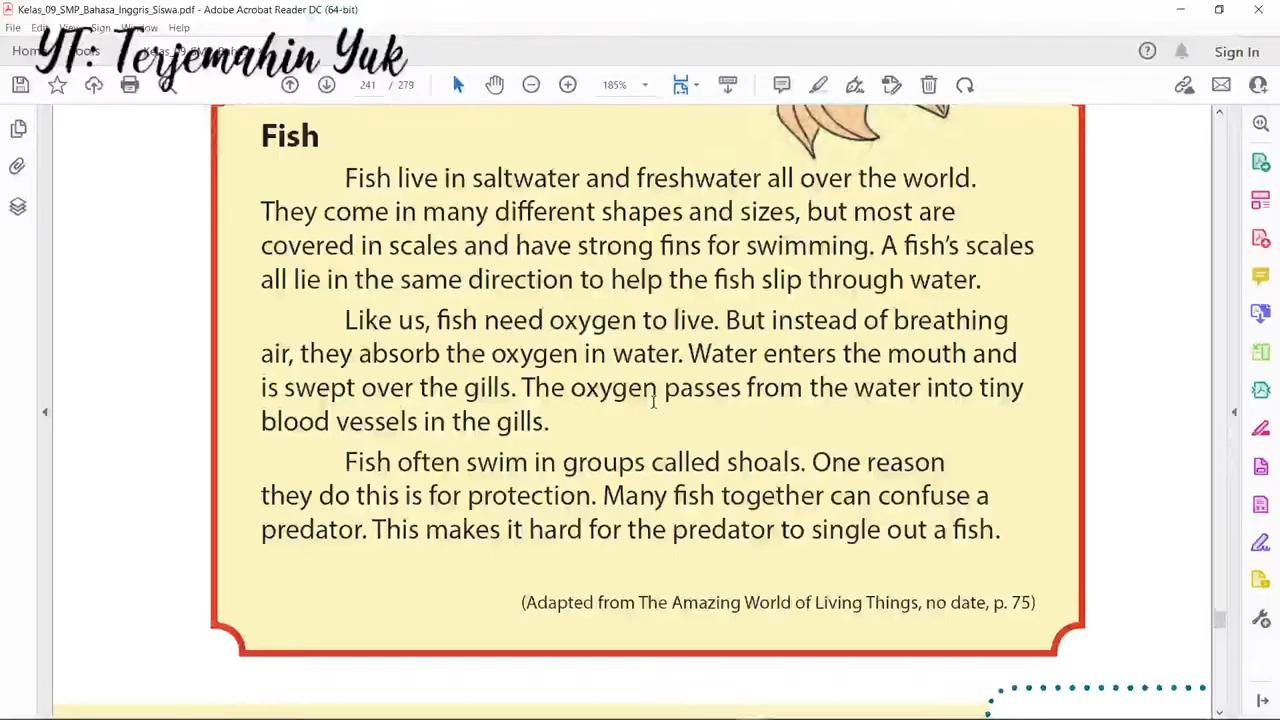 Kelas_09_SMP_Bahasa_Inggris_Siswa.pdf - Adobe Acrobat Reader DC (64-bit)
File Edit View Sign Window Help
YT: Terjemahin Yuk
Sign In
241 / 279
185%
Fish
Fish live in saltwater and freshwater all over the world.
They come in many different shapes and sizes, but most are
covered in scales and have strong fins for swimming. A fish's scales
all lie in the same direction to help the fish slip through water.
Like us, fish need oxygen to live. But instead of breathing
air, they absorb the oxygen in water. Water enters the mouth and
is swept over the gills. The oxygen passes from the water into tiny
blood vessels in the gills.
Fish often swim in groups called shoals. One reason
they do this is for protection. Many fish together can confuse a
predator. This makes it hard for the predator to single out a fish.
(Adapted from The Amazing World of Living Things, no date, p. 75)